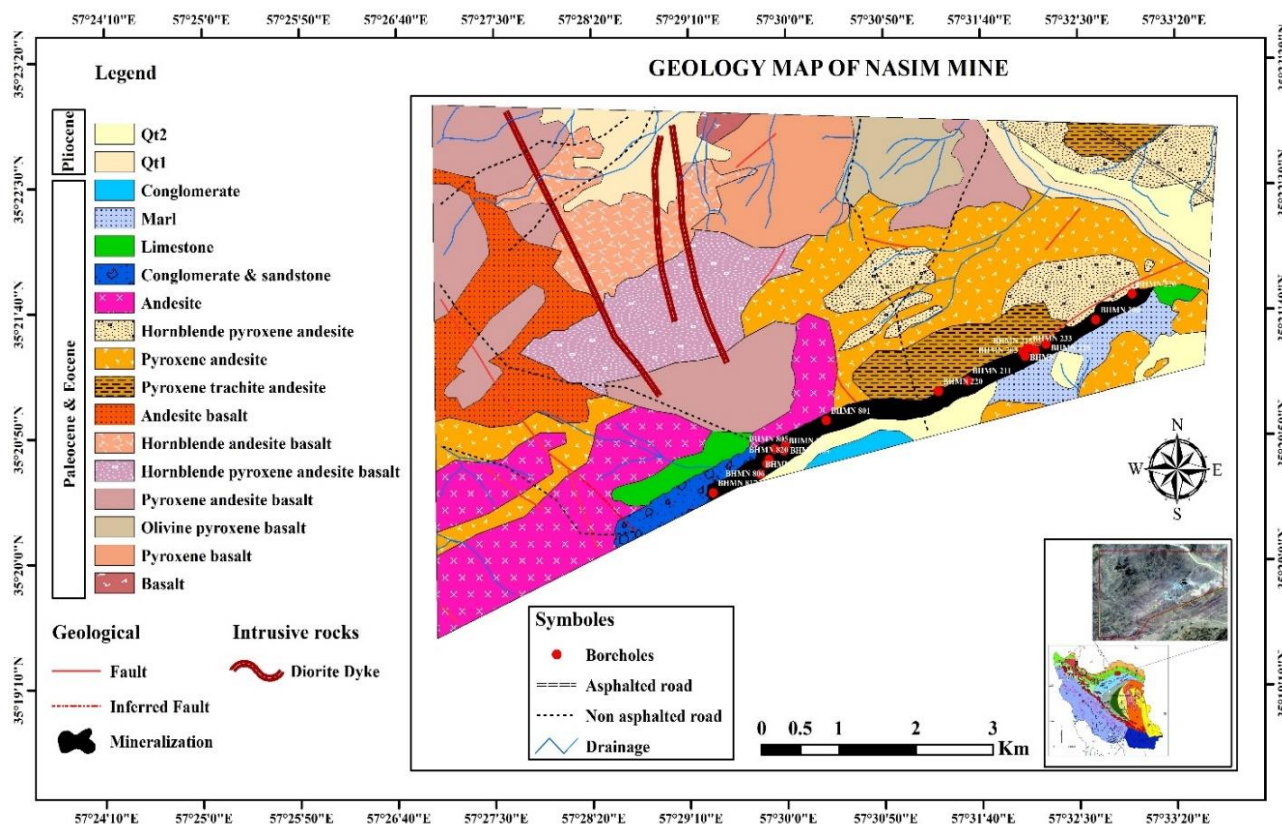 57°24'10"E 57°25'0"E 57°25'50"E 57°26'40"E 57°27'30"E 57°28'20"E 57°29'10"E 57°30'0"E 57°30'50"E 57°31'40"E 57°32'30"E 57°33'20"E
35°23'20"N
35°22'30"N
35°21'40"N
35°20'50"N
35°20'0"N
35°19'10"N
Legend
Pliocene
Qt2
Qt1
Paleocene & Eocene
Conglomerate
Marl
Limestone
Conglomerate & sandstone
Andesite
Hornblende pyroxene andesite
Pyroxene andesite
Pyroxene trachite andesite
Andesite basalt
Hornblende andesite basalt
Hornblende pyroxene andesite basalt
Pyroxene andesite basalt
Olivine pyroxene basalt
Pyroxene basalt
Basalt
Geological
Fault
Inferred Fault
Mineralization
Intrusive rocks
Diorite Dyke
GEOLOGY MAP OF NASIM MINE
BHMN 233
BHMN 211
BHMN 220
BHMN 801
BHMN 805
BHMN 820
BHMN 806
N
W E
S
Symboles
Boreholes
Asphalted road
Non asphalted road
Drainage
0 0.5 1 2 3
Km
57°24'10"E 57°25'0"E 57°25'50"E 57°26'40"E 57°27'30"E 57°28'20"E 57°29'10"E 57°30'0"E 57°30'50"E 57°31'40"E 57°32'30"E 57°33'20"E